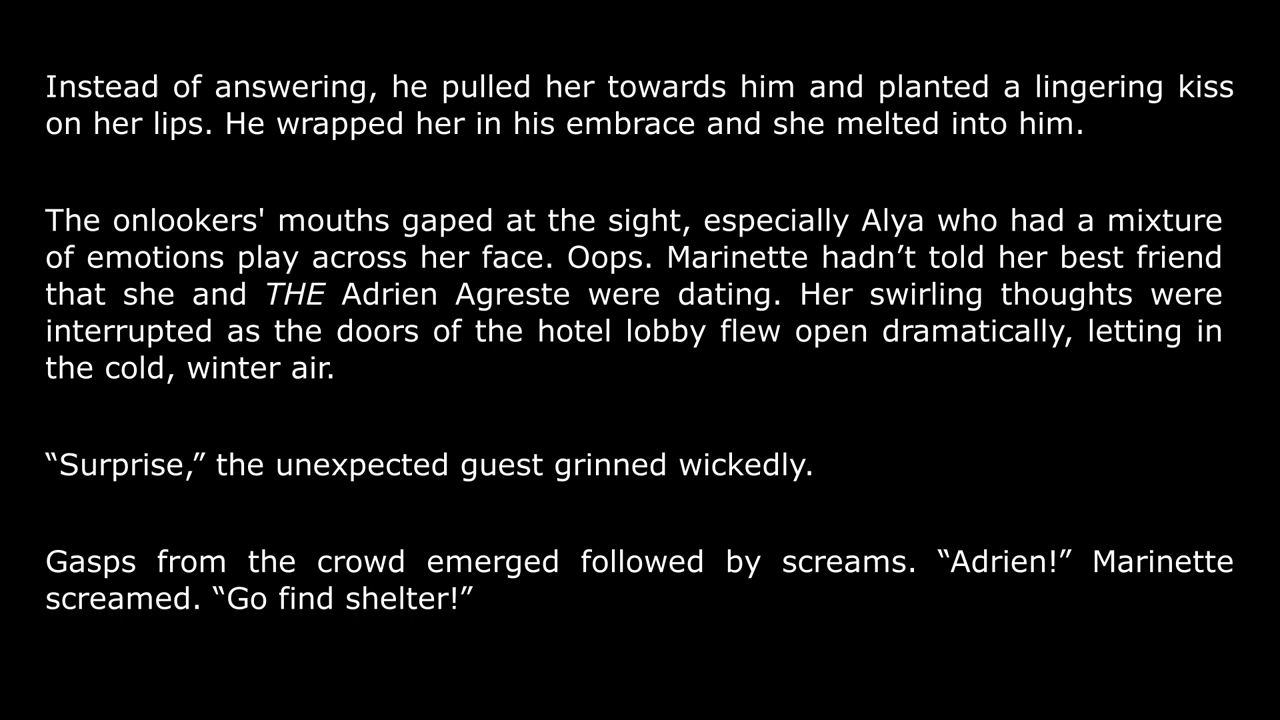 Instead of answering, he pulled her towards him and planted a lingering kiss
on her lips. He wrapped her in his embrace and she melted into him.
The onlookers' mouths gaped at the sight, especially Alya who had a mixture
of emotions play across her face. Oops. Marinette hadn’t told her best friend
that she and THE Adrien Agreste were dating. Her swirling thoughts were
interrupted as the doors of the hotel lobby flew open dramatically, letting in
the cold, winter air.
“Surprise,” the unexpected guest grinned wickedly.
Gasps from the crowd emerged followed by screams. “Adrien!” Marinette
screamed. “Go find shelter!”